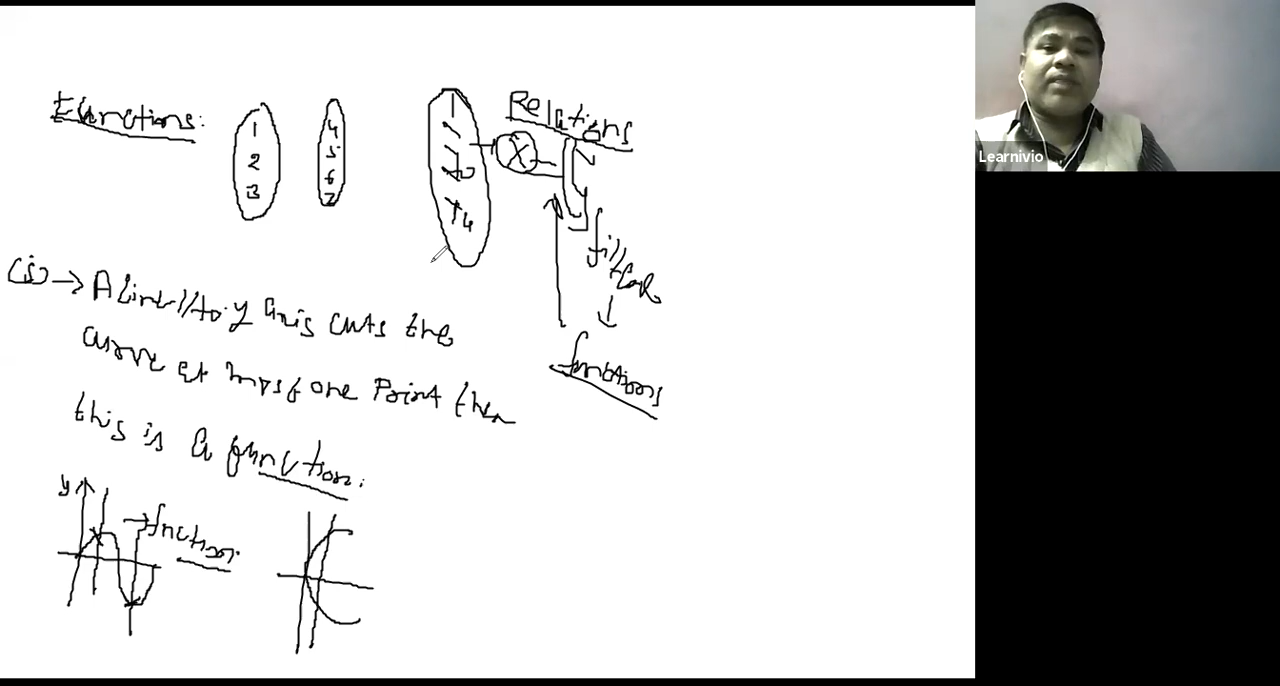 Functions:
1
2
3
4
5
6
7
Relations
(i) → A line // to y axis cuts the
curve at most one Point then
this is a function.
functions
y
→ function.
Learnivio